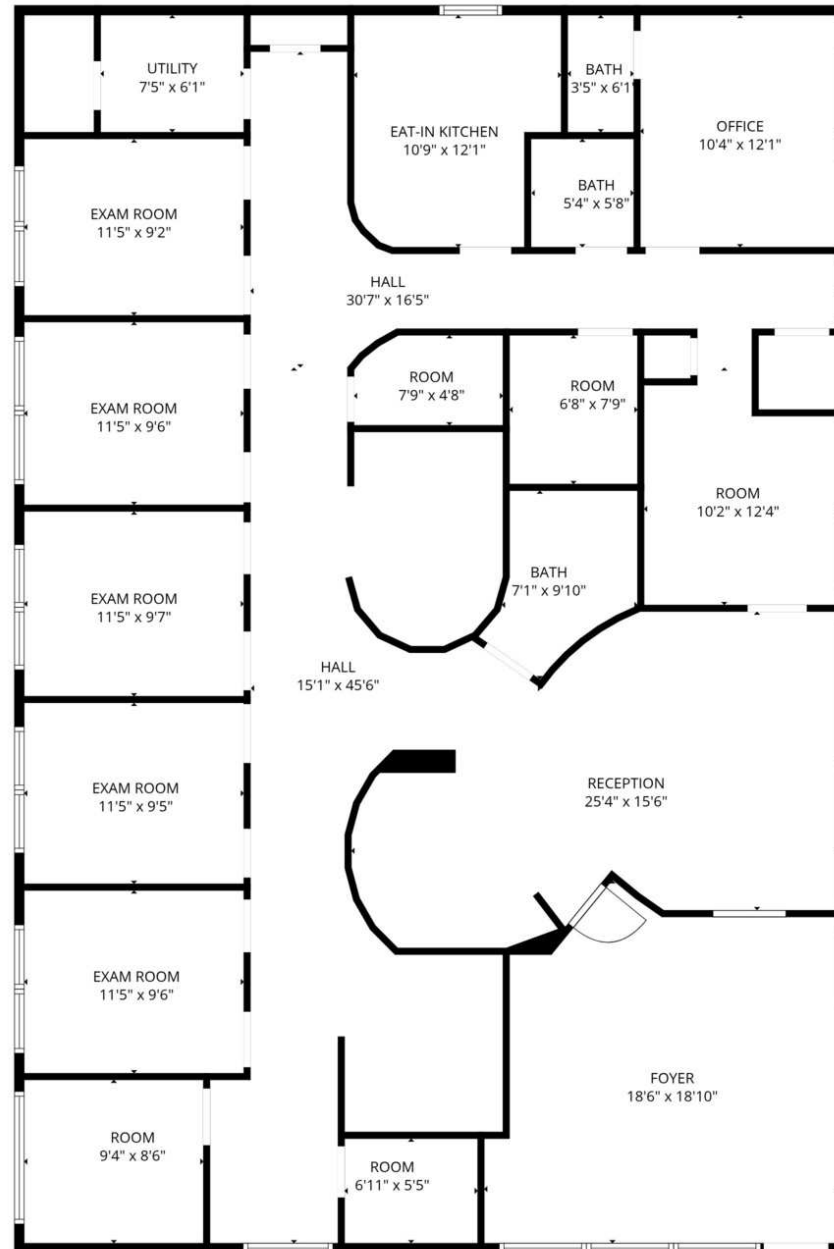 UTILITY
7'5" x 6'1"
BATH
3'5" x 6'1"
EAT-IN KITCHEN
10'9" x 12'1"
OFFICE
10'4" x 12'1"
BATH
5'4" x 5'8"
EXAM ROOM
11'5" x 9'2"
HALL
30'7" x 16'5"
ROOM
7'9" x 4'8"
ROOM
6'8" x 7'9"
EXAM ROOM
11'5" x 9'6"
ROOM
10'2" x 12'4"
BATH
7'1" x 9'10"
EXAM ROOM
11'5" x 9'7"
HALL
15'1" x 45'6"
RECEPTION
25'4" x 15'6"
EXAM ROOM
11'5" x 9'5"
EXAM ROOM
11'5" x 9'6"
FOYER
18'6" x 18'10"
ROOM
9'4" x 8'6"
ROOM
6'11" x 5'5"